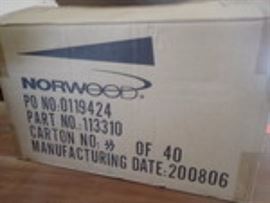 NORWOOD®
PO NO:0119424
PART NO.:113310
CARTON NO: OF 40
MANUFACTURING DATE:200806